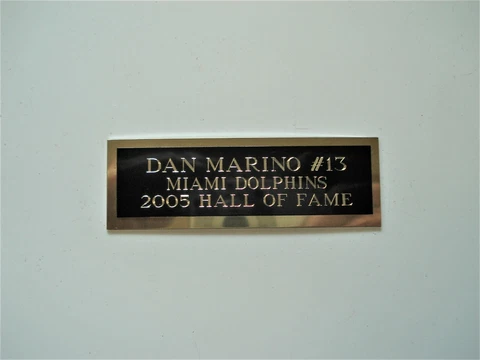 DAN MARINO #13
MIAMI DOLPHINS
2005 HALL OF FAME